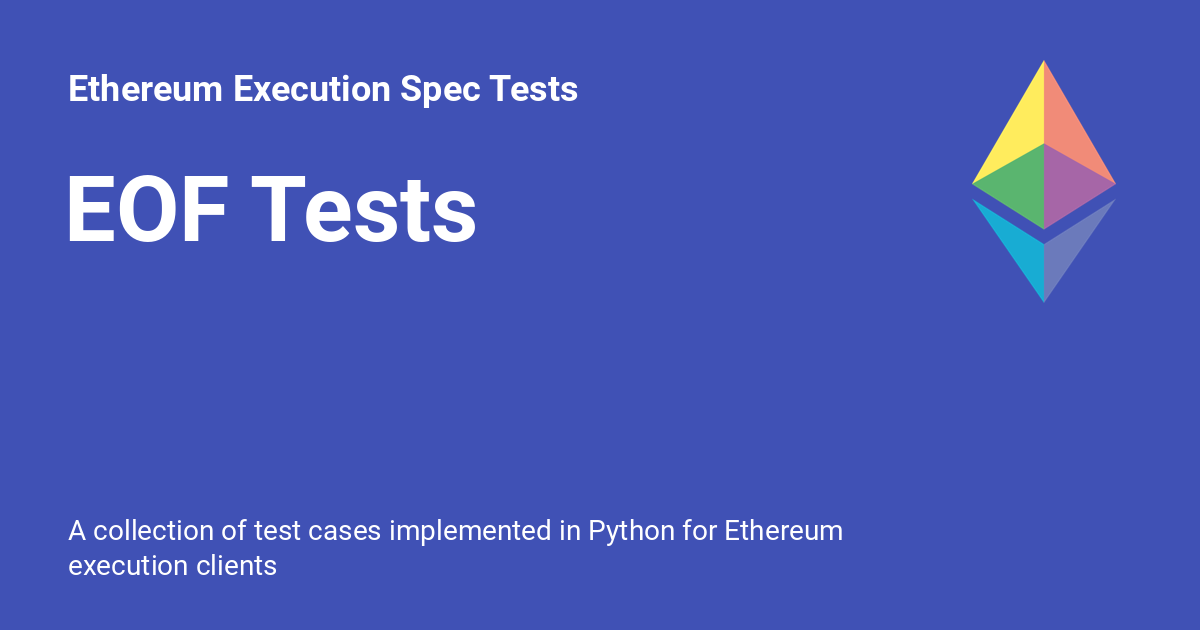 Ethereum Execution Spec Tests
EOF Tests
A collection of test cases implemented in Python for Ethereum
execution clients